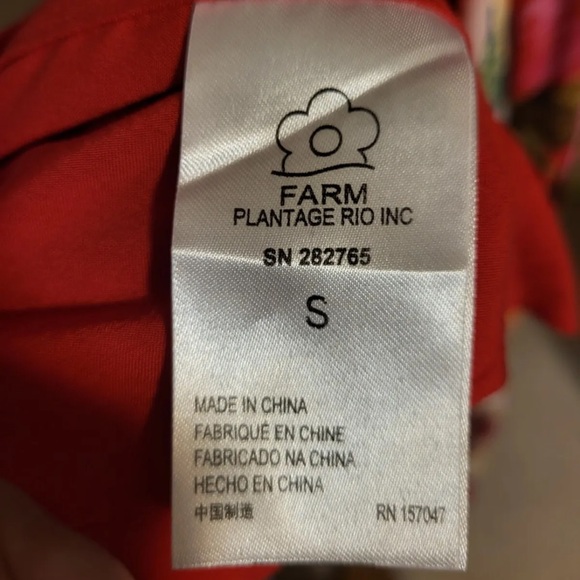 FARM
PLANTAGE RIO INC
SN 282765
S
MADE IN CHINA
FABRIQUÉ EN CHINE
FABRICADO NA CHINA
HECHO EN CHINA
中国制造 RN 157047